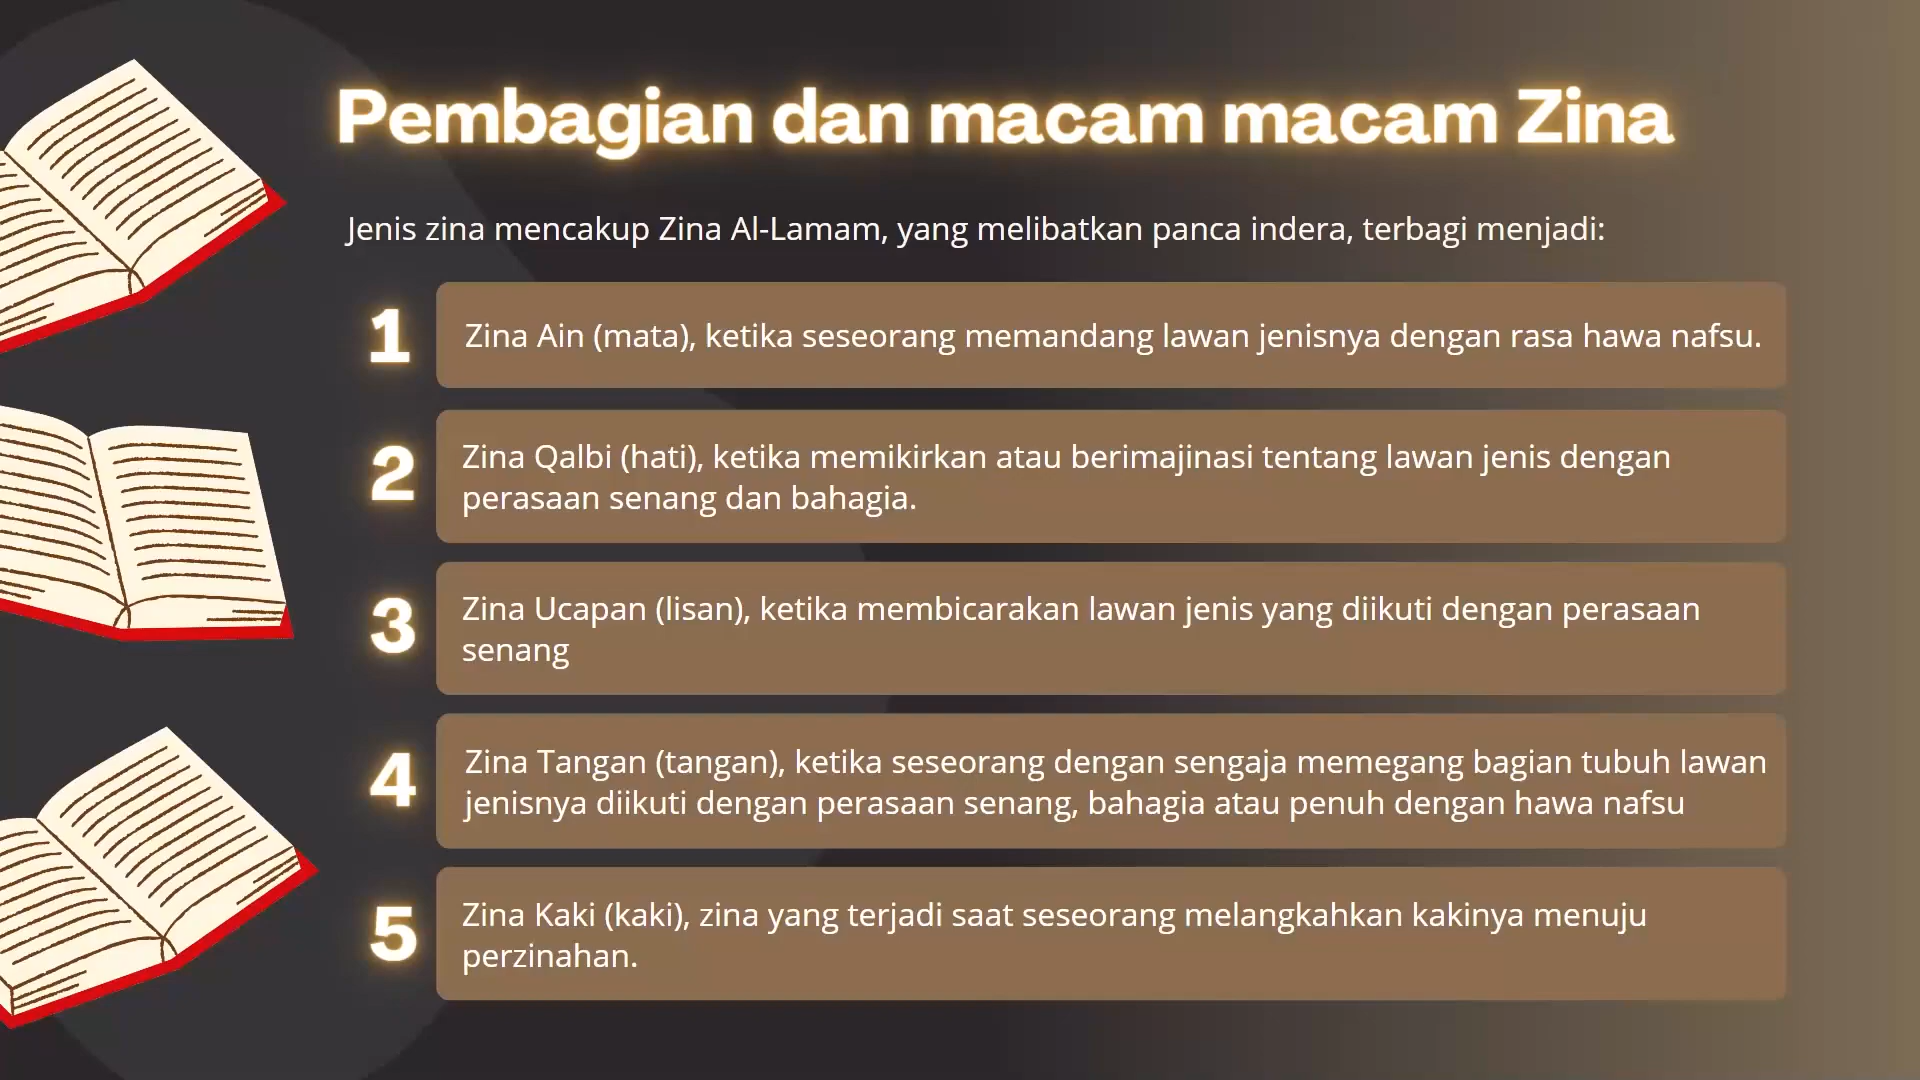 Pembagian dan macam macam Zina
Jenis zina mencakup Zina Al-Lamam, yang melibatkan panca indera, terbagi menjadi:
1
Zina Ain (mata), ketika seseorang memandang lawan jenisnya dengan rasa hawa nafsu.
2
Zina Qalbi (hati), ketika memikirkan atau berimajinasi tentang lawan jenis dengan
perasaan senang dan bahagia.
3
Zina Ucapan (lisan), ketika membicarakan lawan jenis yang diikuti dengan perasaan
senang
4
Zina Tangan (tangan), ketika seseorang dengan sengaja memegang bagian tubuh lawan
jenisnya diikuti dengan perasaan senang, bahagia atau penuh dengan hawa nafsu
5
Zina Kaki (kaki), zina yang terjadi saat seseorang melangkahkan kakinya menuju
perzinahan.